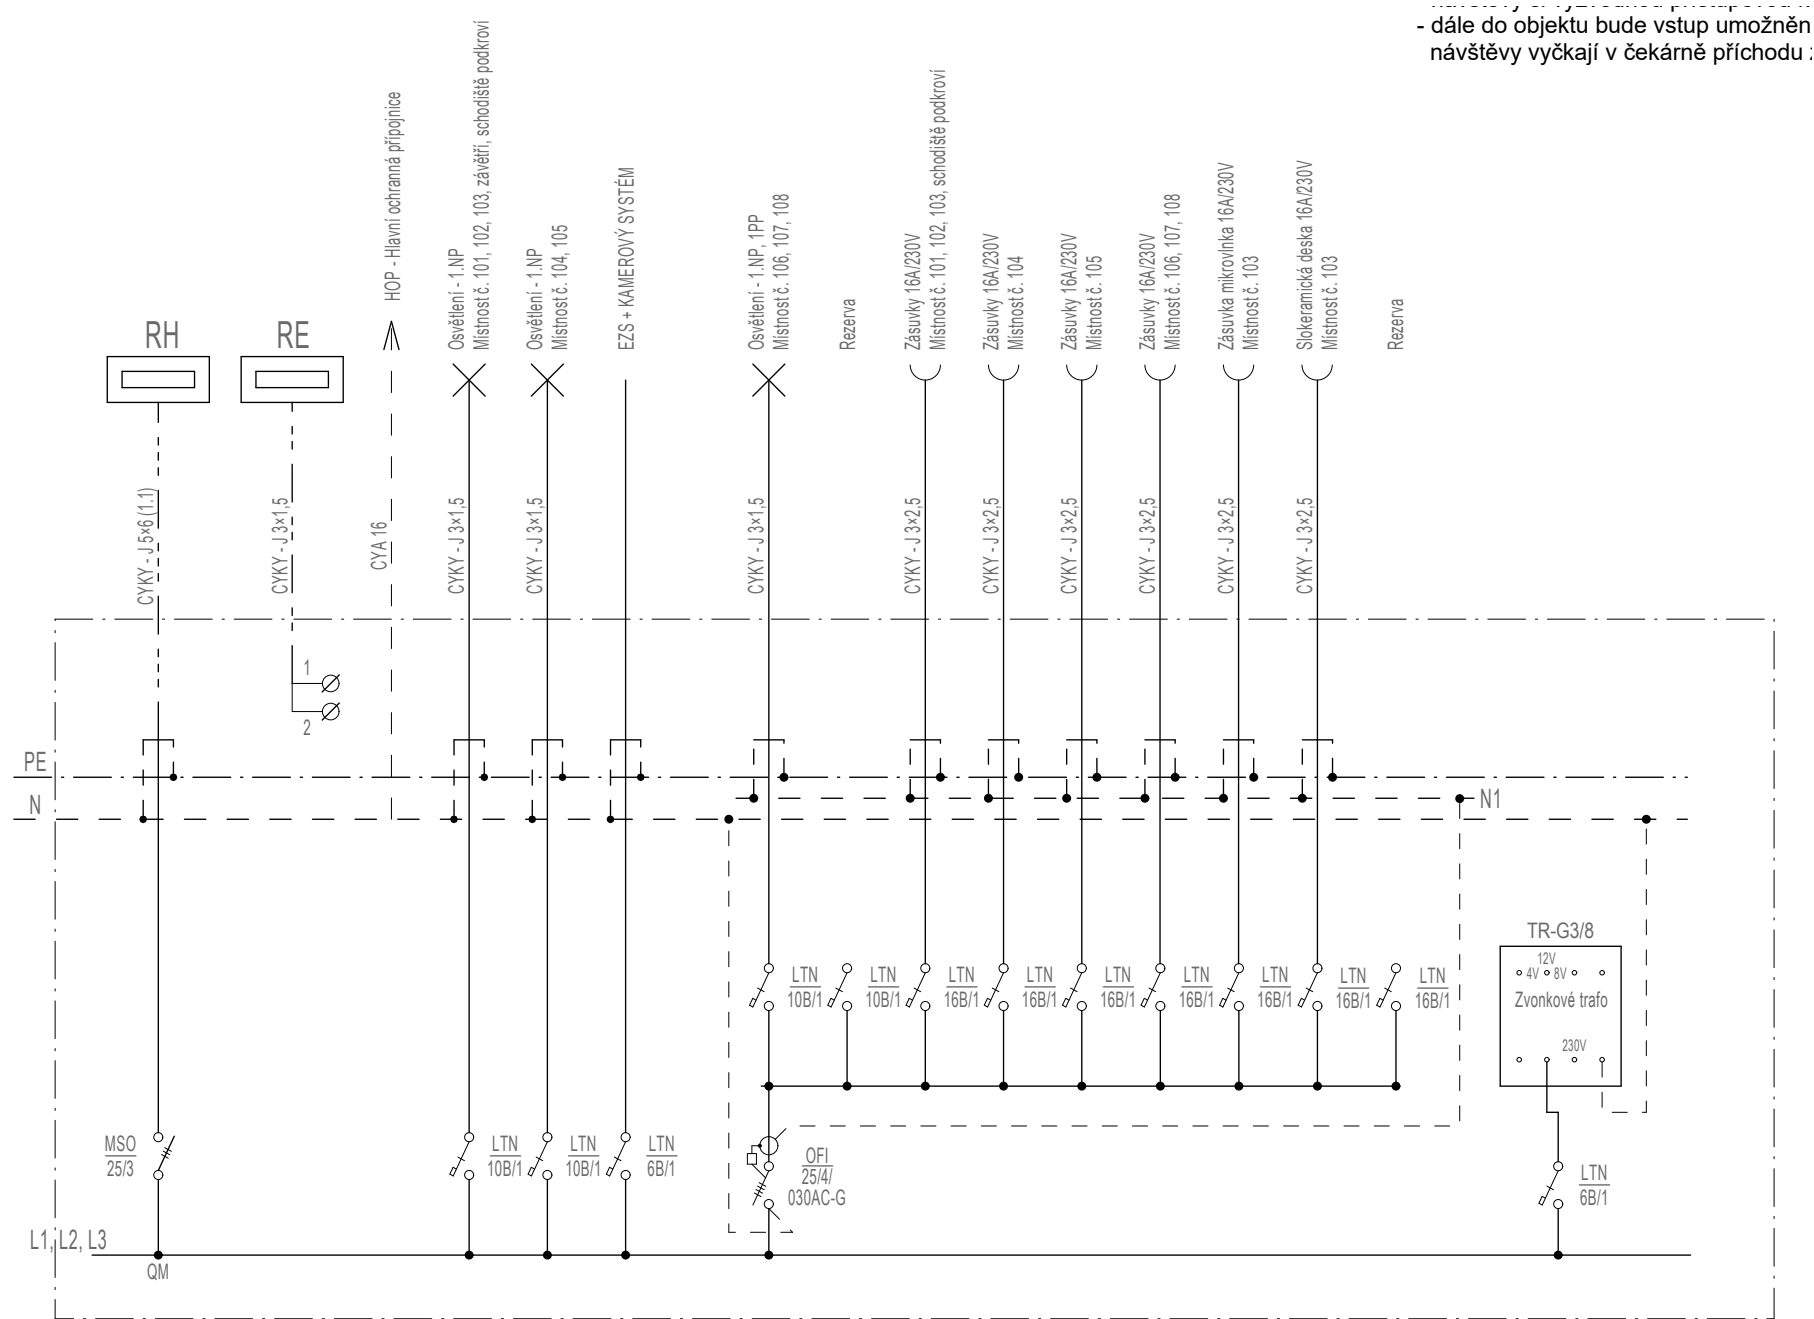 - dále do objektu bude vstup umožněn
návštěvy vyčkají v čekárně příchodu
RH
RE
HOP - Hlavní ochranná přípojnice
Osvětlení - 1.NP
Místnost č. 101, 102, 103, závětří, schodiště podkroví
Osvětlení - 1.NP
Místnost č. 104, 105
EZS + KAMEROVÝ SYSTÉM
Osvětlení - 1.NP, 1PP
Místnost č. 106, 107, 108
Rezerva
Zásuvky 16A/230V
Místnost č. 101, 102, 103, schodiště podkroví
Zásuvky 16A/230V
Místnost č. 104
Zásuvky 16A/230V
Místnost č. 105
Zásuvky 16A/230V
Místnost č. 106, 107, 108
Zásuvka mikrovlnka 16A/230V
Místnost č. 103
Slokeramická deska 16A/230V
Místnost č. 103
Rezerva
CYKY - J 5×6 (1.1)
CYKY - J 3×1,5
CYA 16
CYKY - J 3×1,5
CYKY - J 3×1,5
CYKY - J 3×1,5
CYKY - J 3×2,5
CYKY - J 3×2,5
CYKY - J 3×2,5
CYKY - J 3×2,5
CYKY - J 3×2,5
CYKY - J 3×2,5
1
2
PE
N
N1
LTN
10B/1
LTN
10B/1
LTN
16B/1
LTN
16B/1
LTN
16B/1
LTN
16B/1
LTN
16B/1
LTN
16B/1
LTN
16B/1
TR-G3/8
12V
4V 8V
Zvonkové trafo
230V
MSO
25/3
LTN
10B/1
LTN
10B/1
LTN
6B/1
OFI
25/4/
030AC-G
LTN
6B/1
L1, L2, L3
QM